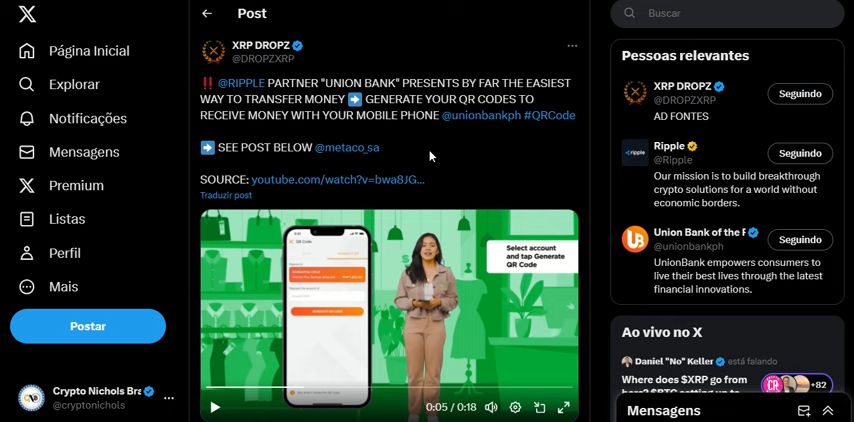 Post
Buscar
Página Inicial
Explorar
Notificações
Mensagens
Premium
Listas
Perfil
Mais
Postar
Crypto Nichols Bra
@cryptonichols
XRP DROPZ
@DROPZXRP
‼️ @RIPPLE PARTNER "UNION BANK" PRESENTS BY FAR THE EASIEST
WAY TO TRANSFER MONEY ➡️ GENERATE YOUR QR CODES TO
RECEIVE MONEY WITH YOUR MOBILE PHONE @unionbankph #QRCode
➡️ SEE POST BELOW @metaco_sa
SOURCE: youtube.com/watch?v=bwa8JG...
Traduzir post
QR Code
Select account
and tap Generate
QR Code
0:05 / 0:18
Pessoas relevantes
XRP DROPZ
@DROPZXRP
Seguindo
AD FONTES
Ripple
@Ripple
Seguindo
Our mission is to build breakthrough
crypto solutions for a world without
economic borders.
Union Bank of the
@unionbankph
Seguindo
UnionBank empowers consumers to
live their best lives through the latest
financial innovations.
Ao vivo no X
Daniel "No" Keller está falando
Where does $XRP go from
+82
Mensagens